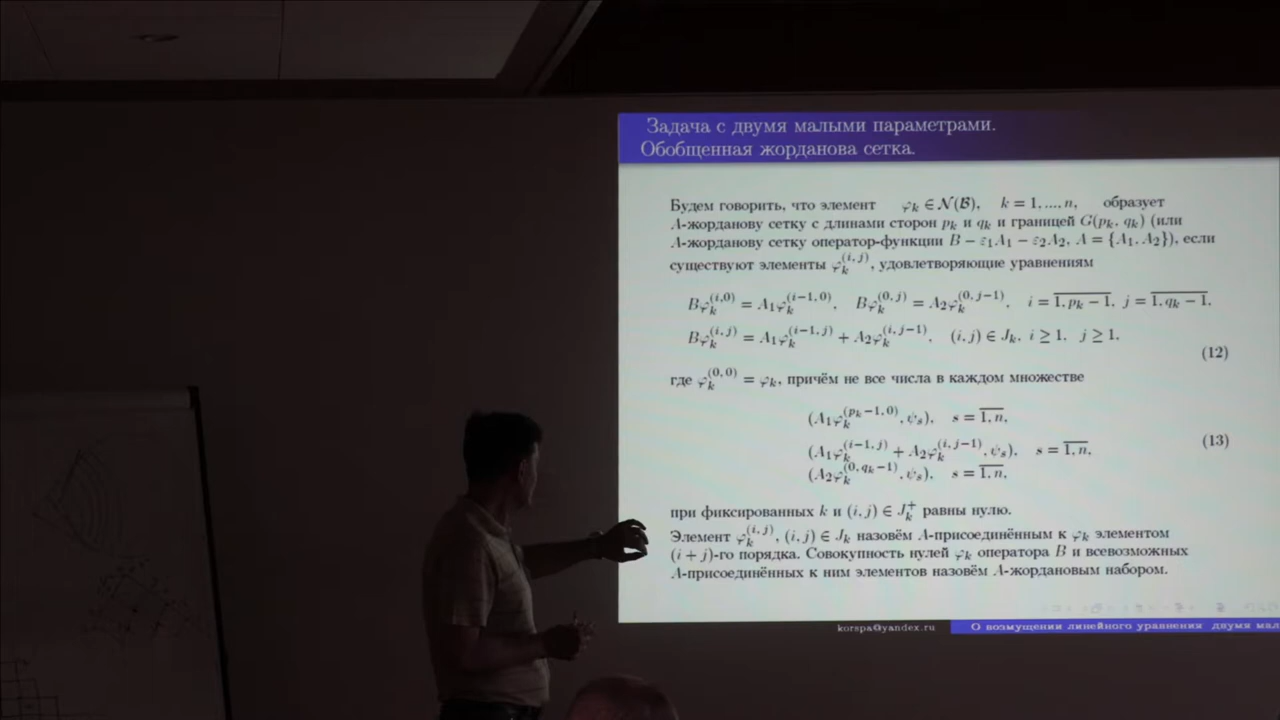 Задача с двумя малыми параметрами.
Обобщенная жорданова сетка.
Будем говорить, что элемент φ_k ∈ N(B), k = 1, ..., n, образует
A-жорданову сетку с длинами сторон p_k и q_k и границей G(p_k, q_k) (или
A-жорданову сетку оператор-функции B − ε_1A_1 − ε_2A_2, A = {A_1, A_2}), если
существуют элементы φ_k^{(i,j)}, удовлетворяющие уравнениям
Bφ_k^{(i,0)} = A_1φ_k^{(i−1,0)}, Bφ_k^{(0,j)} = A_2φ_k^{(0,j−1)}, i = \overline{1, p_k − 1}, j = \overline{1, q_k − 1},
Bφ_k^{(i,j)} = A_1φ_k^{(i−1,j)} + A_2φ_k^{(i,j−1)}, (i, j) ∈ J_k, i ≥ 1, j ≥ 1,
(12)
где φ_k^{(0,0)} = φ_k, причём не все числа в каждом множестве
(A_1φ_k^{(p_k−1,0)}, ψ_s), s = \overline{1, n},
(A_1φ_k^{(i−1,j)} + A_2φ_k^{(i,j−1)}, ψ_s), s = \overline{1, n},
(13)
(A_2φ_k^{(0,q_k−1)}, ψ_s), s = \overline{1, n},
при фиксированных k и (i, j) ∈ J_k^+ равны нулю.
Элемент φ_k^{(i,j)}, (i, j) ∈ J_k назовём A-присоединённым к φ_k элементом
(i + j)-го порядка. Совокупность нулей φ_k оператора B и всевозможных
A-присоединённых к ним элементов назовём A-жордановым набором.
korspa@yandex.ru О возмущении линейного уравнения двумя мал